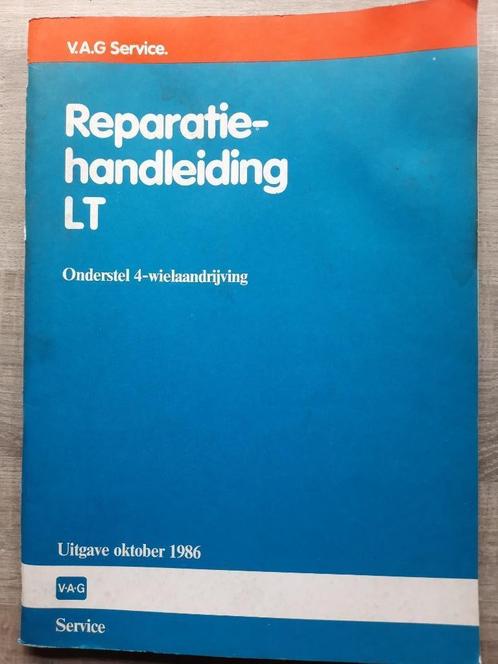 V.A.G Service.
Reparatie-
handleiding
LT
Onderstel 4-wielaandrijving
Uitgave oktober 1986
V·A·G
Service